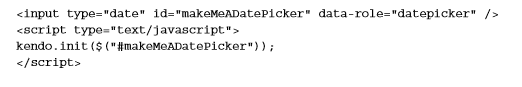 <input type="date" id="makeMeADatePicker" data-role="datepicker" />
<script type="text/javascript">
kendo.init($("#makeMeADatePicker"));
</script>